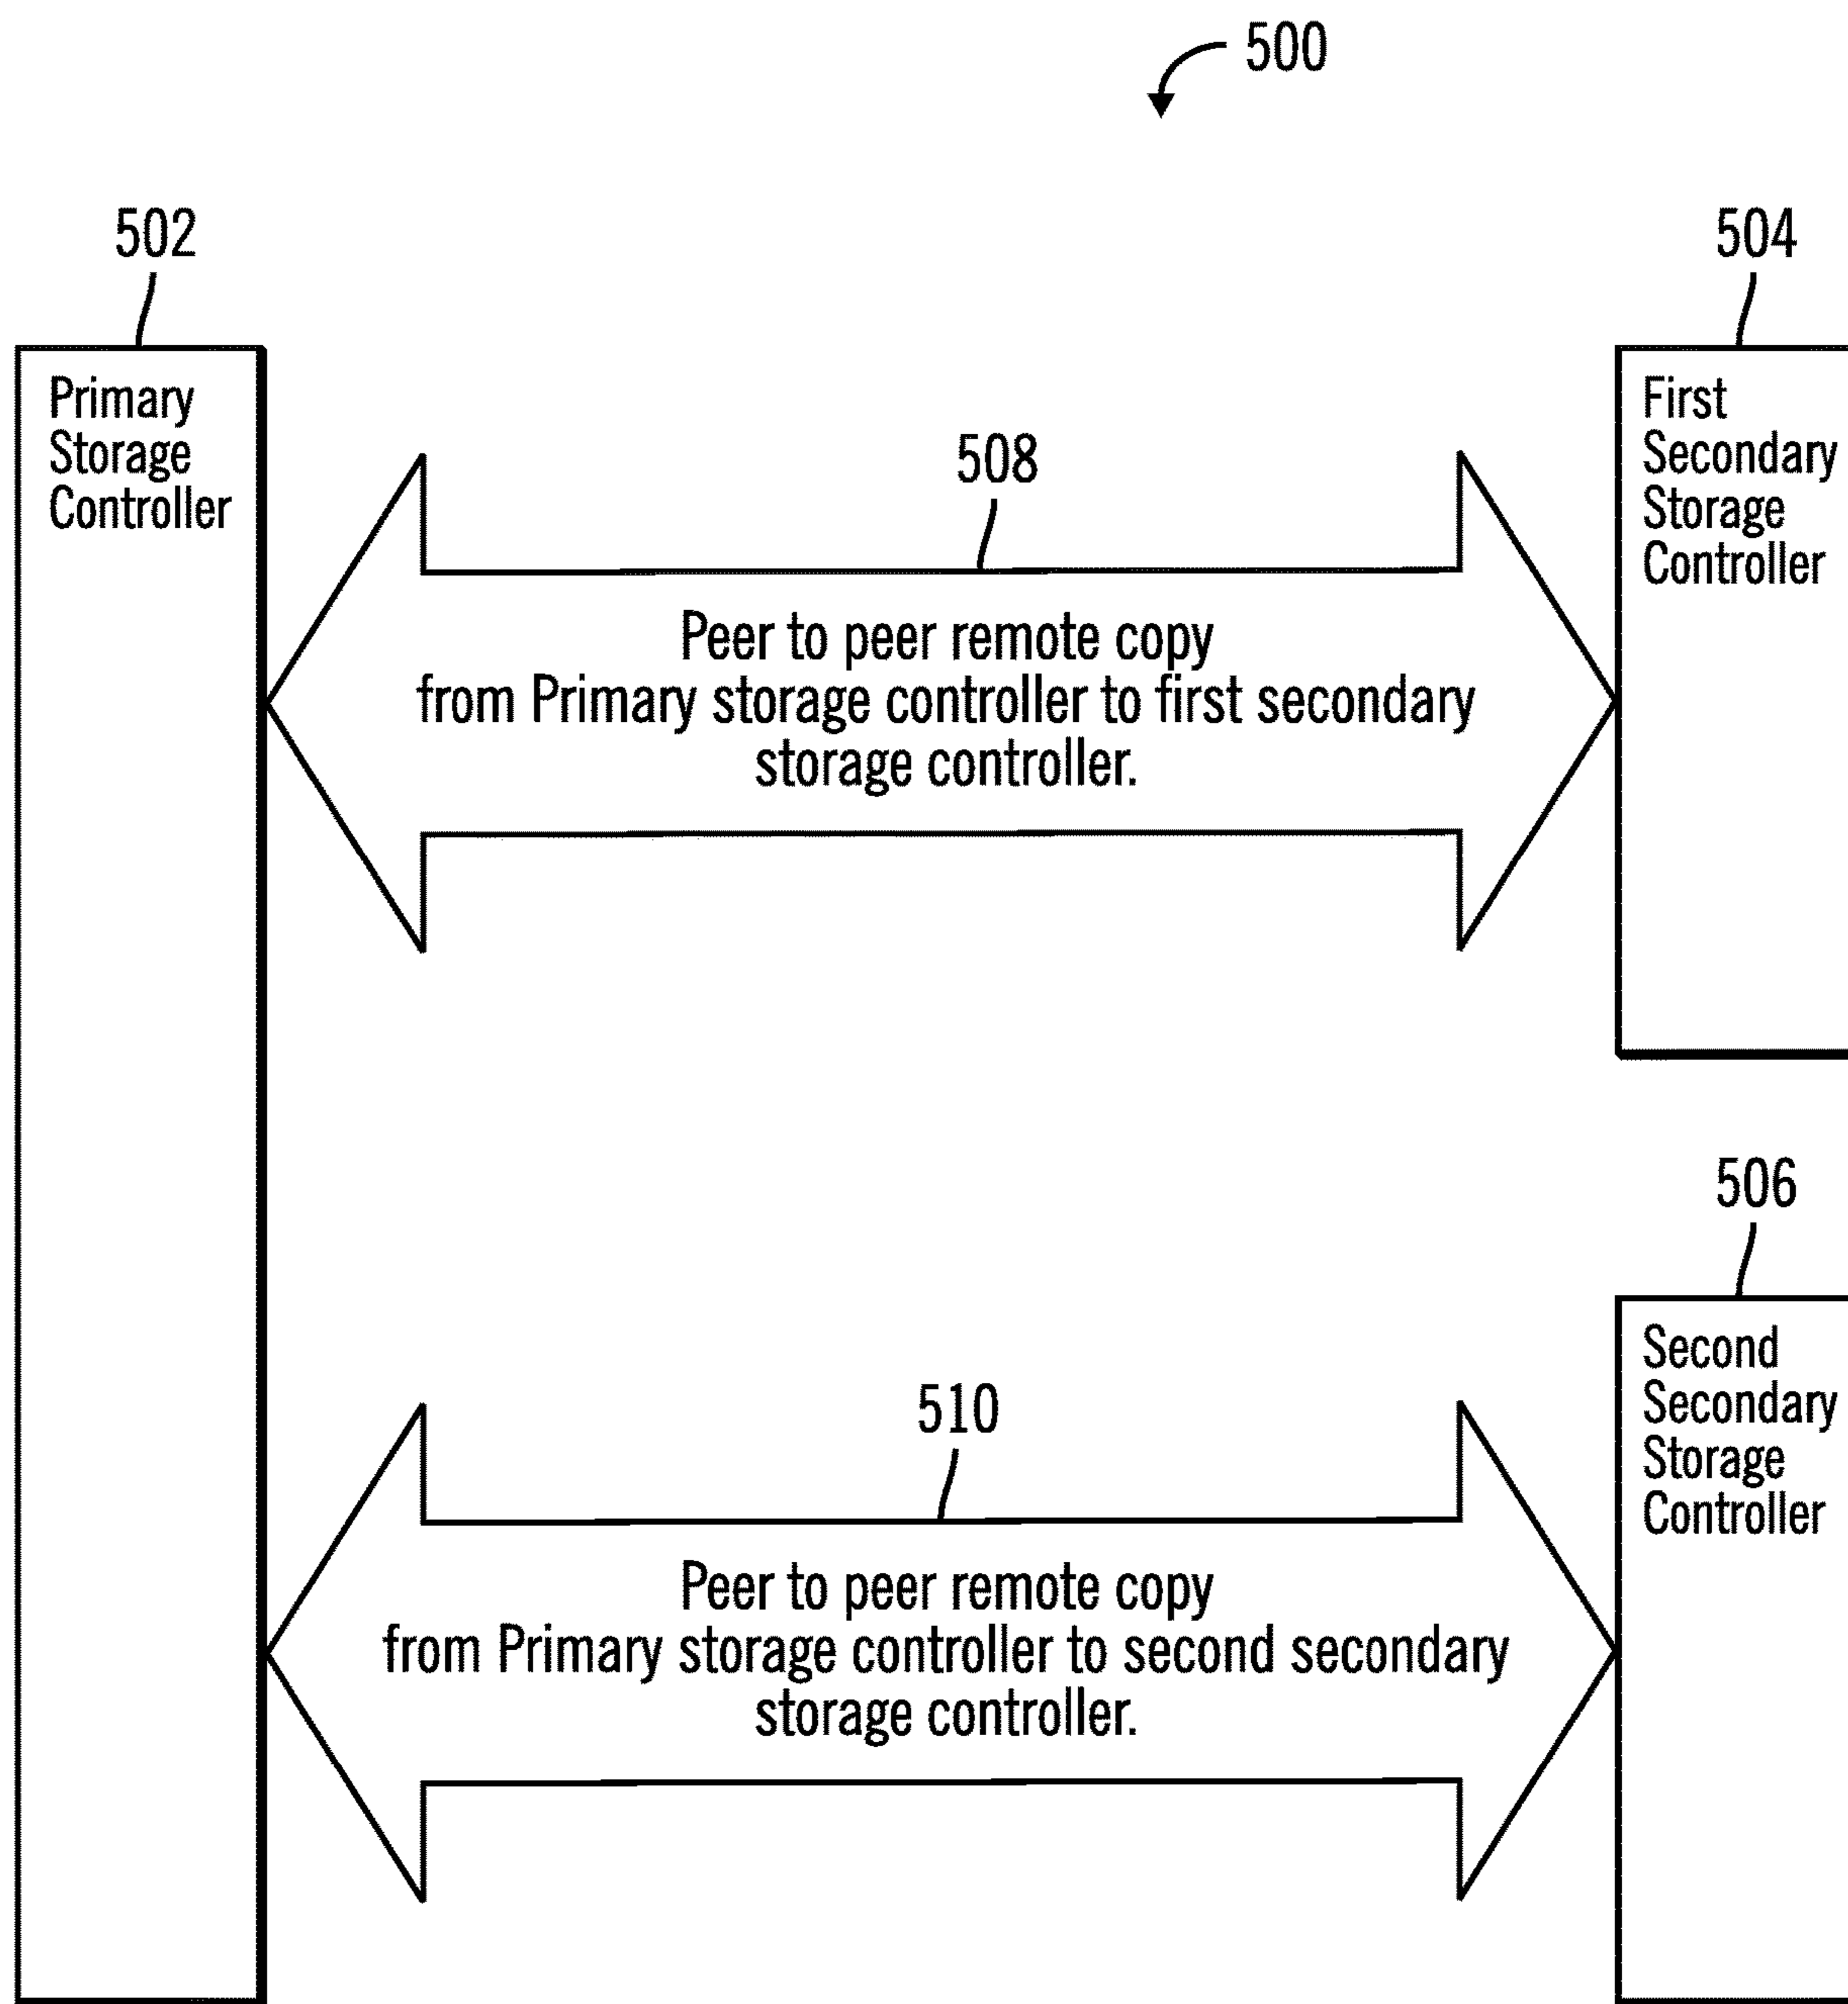 500
502
504
Primary
Storage
Controller
First
Secondary
Storage
Controller
508
Peer to peer remote copy
from Primary storage controller to first secondary
storage controller.
506
Second
Secondary
Storage
Controller
510
Peer to peer remote copy
from Primary storage controller to second secondary
storage controller.